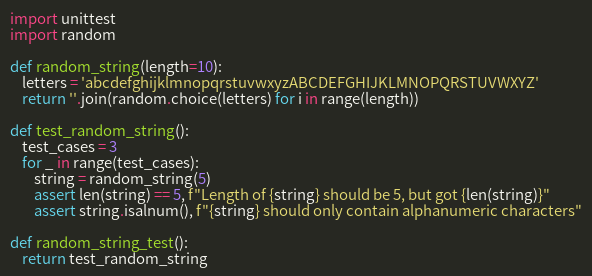 import unittest
import random

def random_string(length=10):
    letters = 'abcdefghijklmnopqrstuvwxyzABCDEFGHIJKLMNOPQRSTUVWXYZ'
    return ''.join(random.choice(letters) for i in range(length))

def test_random_string():
    test_cases = 3
    for _ in range(test_cases):
        string = random_string(5)
        assert len(string) == 5, f"Length of {string} should be 5, but got {len(string)}"
        assert string.isalnum(), f"{string} should only contain alphanumeric characters"

def random_string_test():
    return test_random_string